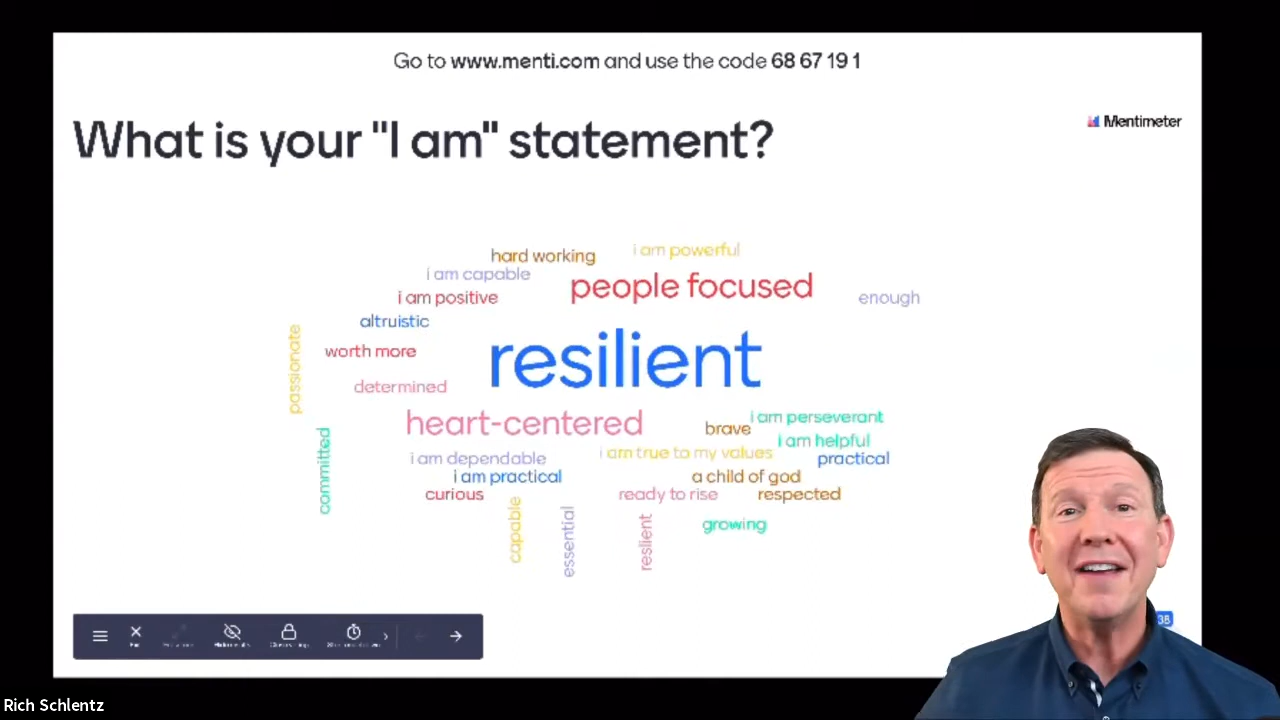 Go to www.menti.com and use the code 68 67 19 1
Mentimeter
What is your "I am" statement?
hard working
i am powerful
i am capable
people focused
i am positive
enough
altruistic
passionate
worth more
resilient
determined
heart-centered
brave
i am perseverant
i am helpful
committed
i am dependable
i am true to my values
practical
i am practical
a child of god
curious
ready to rise
respected
capable
essential
reslient
growing
38
Rich Schlentz